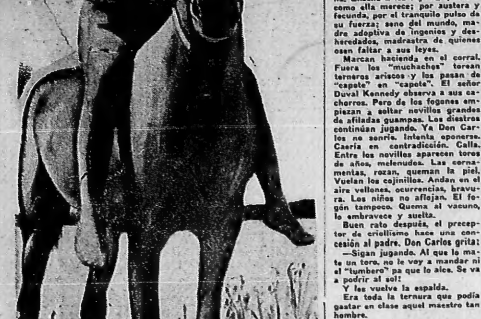 como ella merece; por austera y
fecunda, por el tranquilo pulso de
su fuerza; seno del mundo, ma-
dre adoptiva de ingenios y des-
heredados, madrastra de quienes
osen faltar a sus leyes.
Marcan hacienda en el corral.
Fuera los "muchachos" torean
terneros ariscos y los pasan de
"capote" en "capote". El señor
Duval Kennedy observa a sus ca-
chorros. Pero de los fogones em-
piezan a soltar novillos grandes
de afiladas guampas. Los diestros
continúan jugando. Ya Don Car-
los no sonríe. Intenta oponerse.
Caería en contradicción. Calla.
Entre los novillos aparecen toros
de años, melenudos. Las corna-
mentas, rozan, queman la piel.
Vuelan los cojinillos. Andan en el
aire vellones, ocurrencias, bravu-
ra. Los niños no aflojan. El fo-
gón tampoco. Quema al vacuno,
lo embravece y suelta.
Buen rato después, el precep-
tor de criollismo hace una con-
cesión al padre. Don Carlos grita:
—Sigan jugando. Al que lo ma-
te un toro, no le voy a mandar ni
el "tumbero" pa que lo alce. Se va
a podrir al sol!
Y les vuelve la espalda.
Era toda la ternura que podía
gastar en clase aquel maestro tan
hombre.